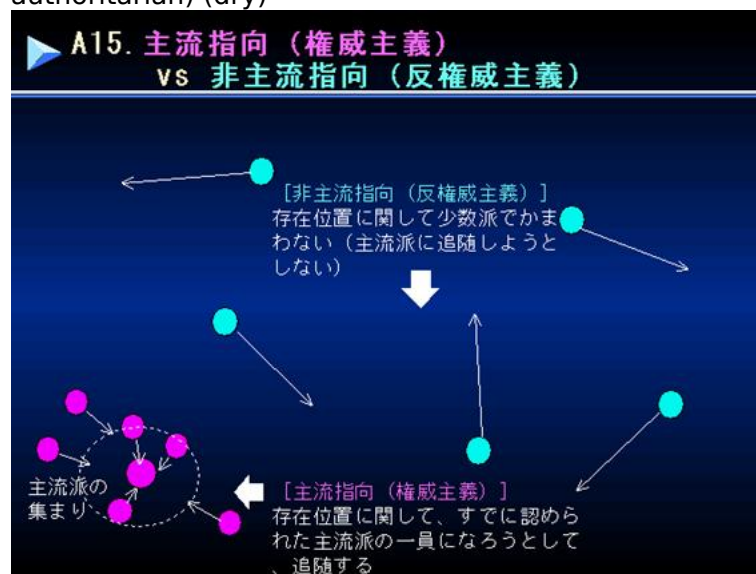 authoritarian) (dry)
A15. 主流指向（権威主義）
vs 非主流指向（反権威主義）
[非主流指向（反権威主義）]
存在位置に関して少数派でかま
わない（主流派に追随しようと
しない）
主流派の
集まり
[主流指向（権威主義）]
存在位置に関して、すでに認めら
れた主流派の一員になろうとして
、追随する